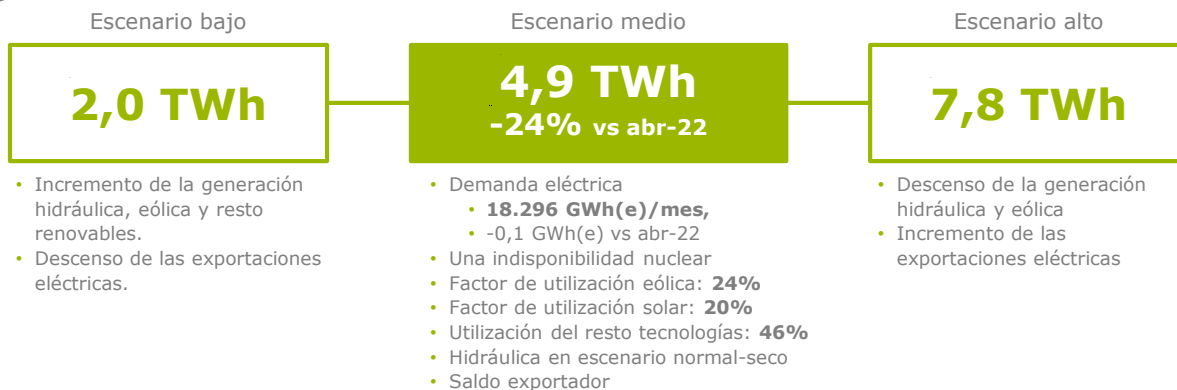 Escenario bajo
2,0 TWh
• Incremento de la generación
hidráulica, eólica y resto
renovables.
• Descenso de las exportaciones
eléctricas.
Escenario medio
4,9 TWh
-24% vs abr-22
• Demanda eléctrica
• 18.296 GWh(e)/mes,
• -0,1 GWh(e) vs abr-22
• Una indisponibilidad nuclear
• Factor de utilización eólica: 24%
• Factor de utilización solar: 20%
• Utilización del resto tecnologías: 46%
• Hidráulica en escenario normal-seco
• Saldo exportador
Escenario alto
7,8 TWh
• Descenso de la generación
hidráulica y eólica
• Incremento de las
exportaciones eléctricas